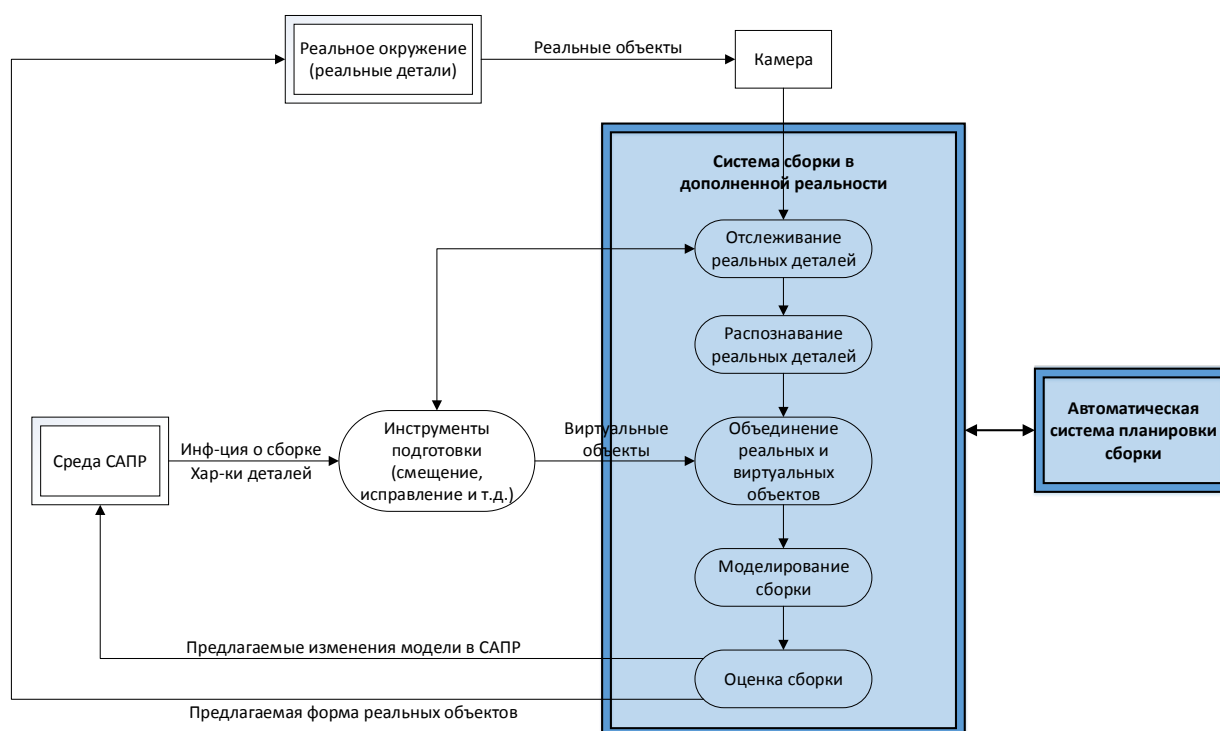 Реальное окружение
(реальные детали)
Реальные объекты
Камера
Система сборки в
дополненной реальности
Отслеживание
реальных деталей
Распознавание
реальных деталей
Среда САПР
Инф-ция о сборке
Хар-ки деталей
Инструменты
подготовки
(смещение,
исправление и т.д.)
Виртуальные
объекты
Объединение
реальных и
виртуальных
объектов
Автоматическая
система планировки
сборки
Моделирование
сборки
Предлагаемые изменения модели в САПР
Оценка сборки
Предлагаемая форма реальных объектов